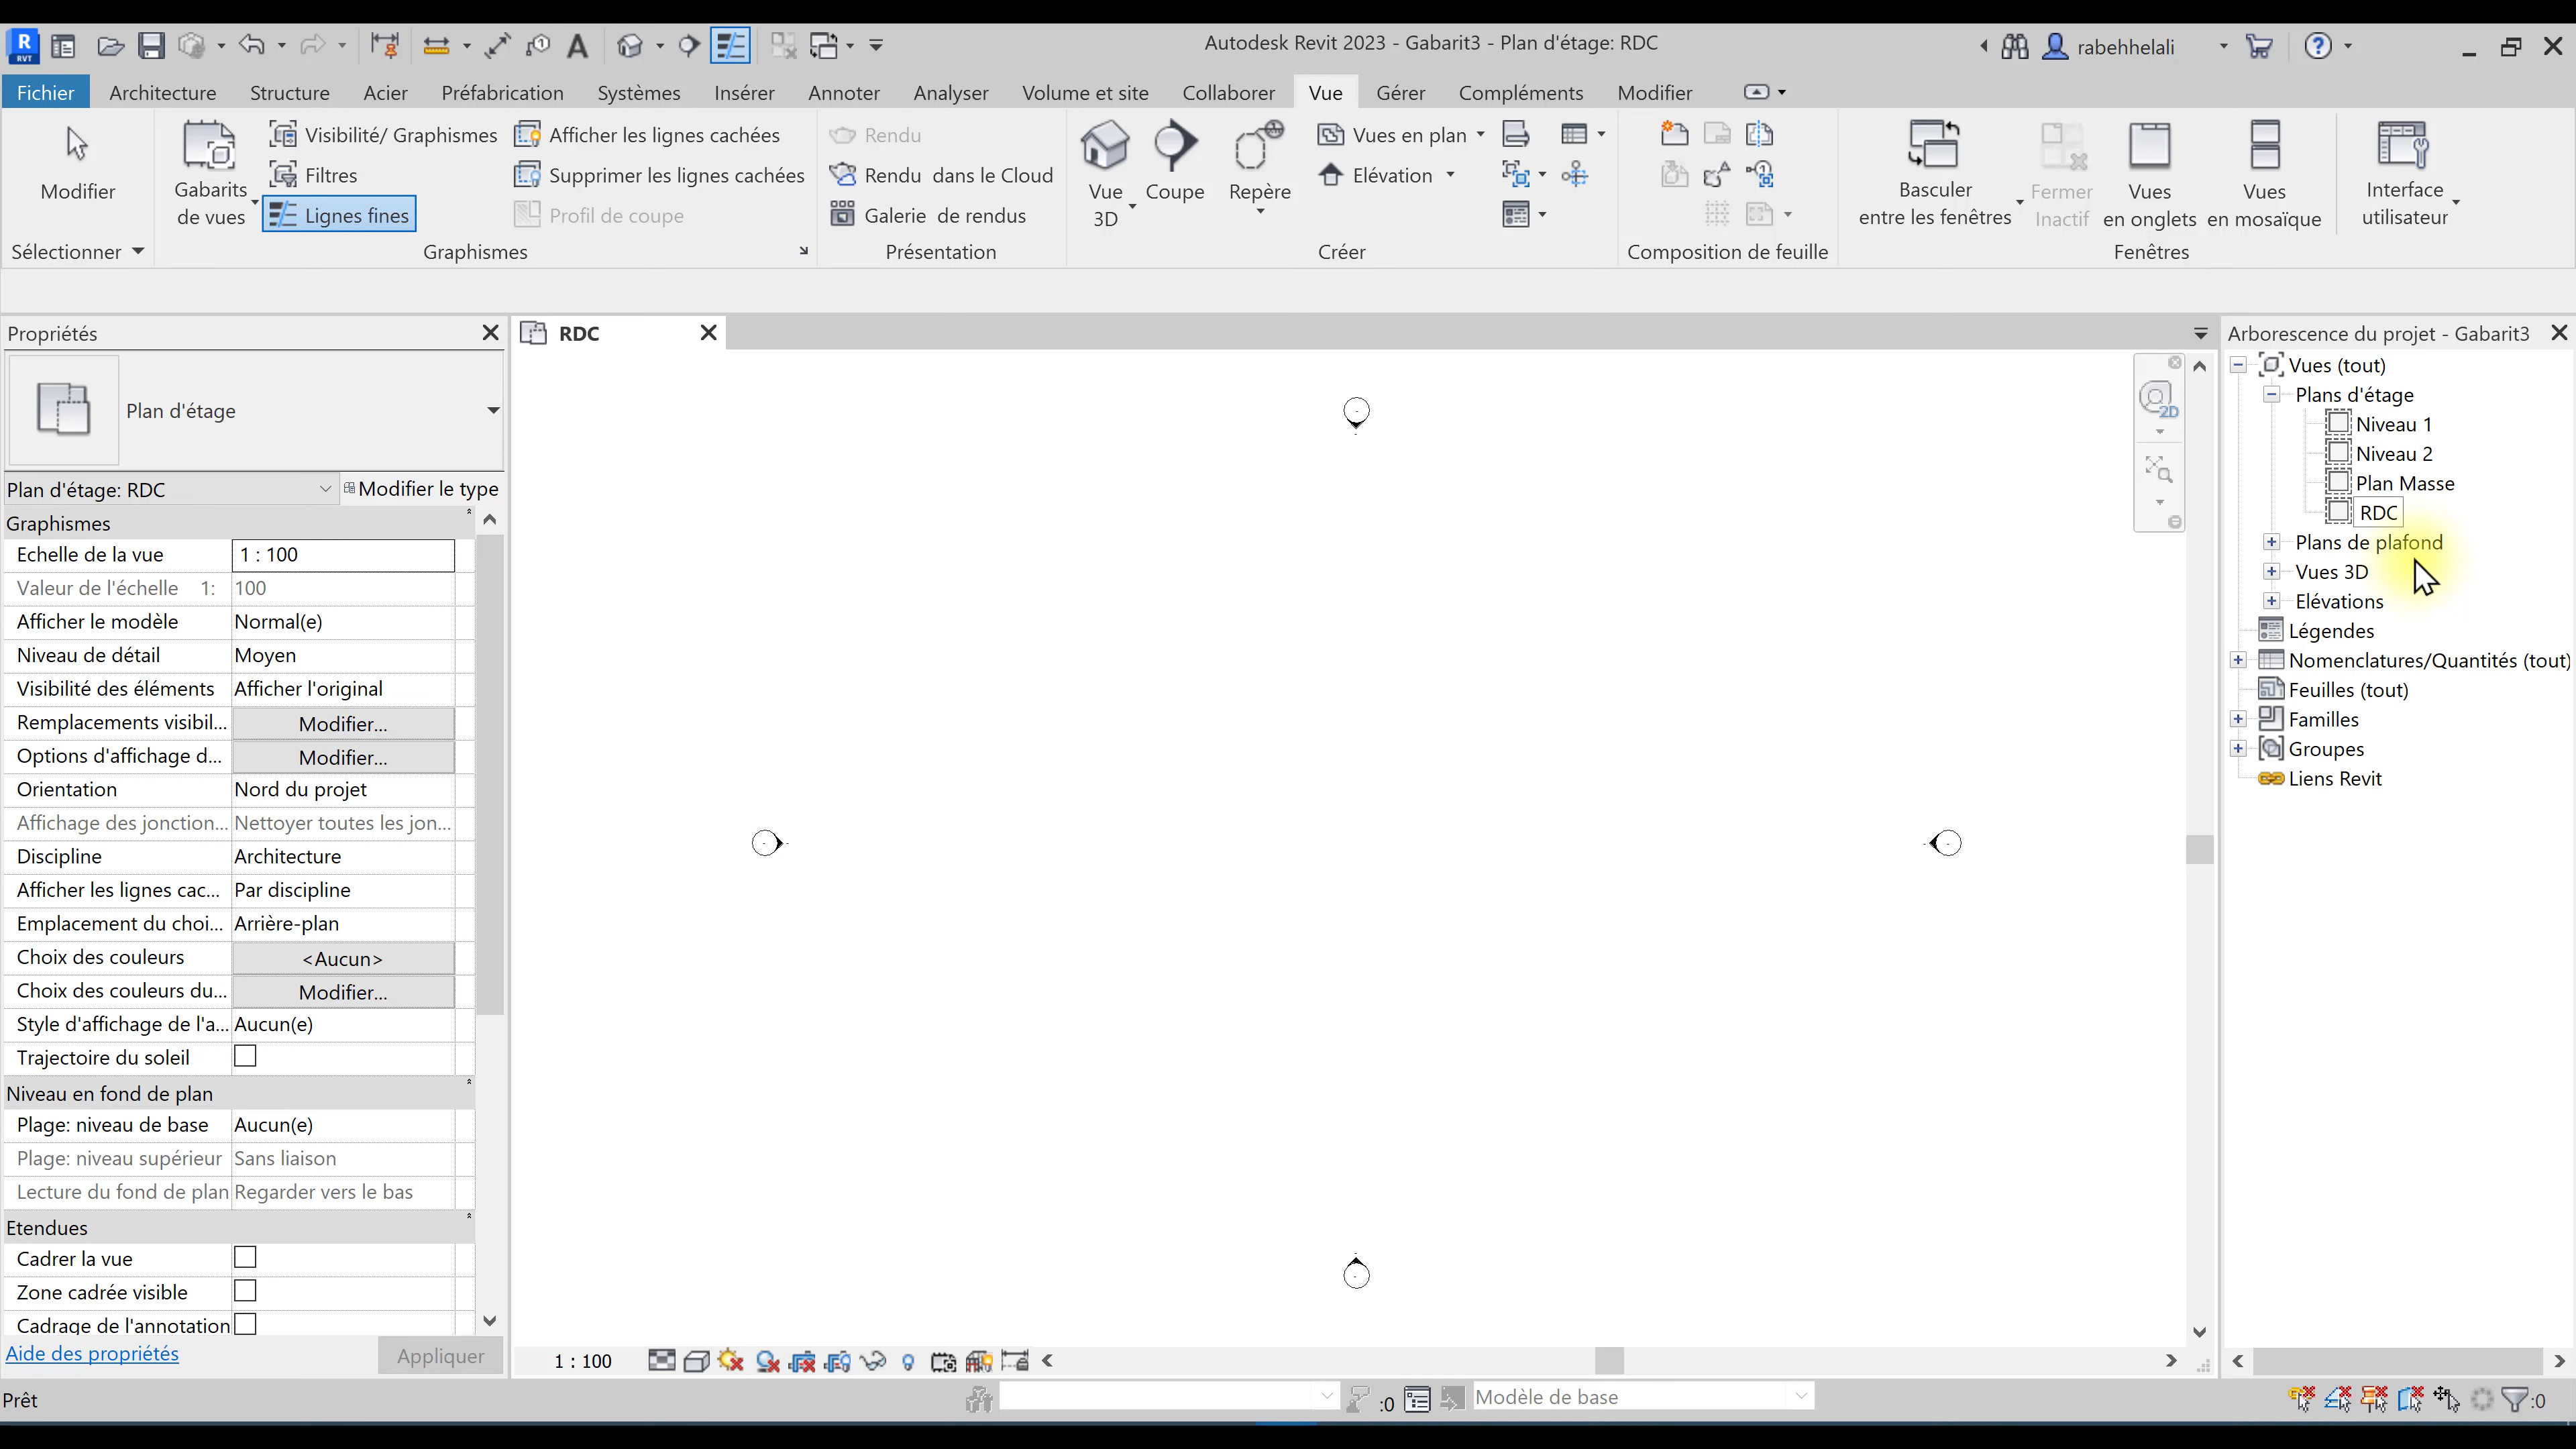 R
RVT
Autodesk Revit 2023 - Gabarit3 - Plan d'étage: RDC
rabehhelali
Fichier
Architecture
Structure
Acier
Préfabrication
Systèmes
Insérer
Annoter
Analyser
Volume et site
Collaborer
Vue
Gérer
Compléments
Modifier
Modifier
Sélectionner
Gabarits
de vues
Visibilité/ Graphismes
Filtres
Lignes fines
Afficher les lignes cachées
Supprimer les lignes cachées
Profil de coupe
Graphismes
Rendu
Rendu dans le Cloud
Galerie de rendus
Présentation
Vue
3D
Coupe
Repère
Vues en plan
Elévation
Créer
Composition de feuille
Basculer
entre les fenêtres
Fermer
Inactif
Vues
en onglets
Vues
en mosaïque
Fenêtres
Interface
utilisateur
Propriétés
Plan d'étage
Plan d'étage: RDC
Modifier le type
Graphismes
Echelle de la vue 1 : 100
Valeur de l'échelle 1: 100
Afficher le modèle Normal(e)
Niveau de détail Moyen
Visibilité des éléments Afficher l'original
Remplacements visibil... Modifier...
Options d'affichage d... Modifier...
Orientation Nord du projet
Affichage des jonction... Nettoyer toutes les jon...
Discipline Architecture
Afficher les lignes cac... Par discipline
Emplacement du choi... Arrière-plan
Choix des couleurs <Aucun>
Choix des couleurs du... Modifier...
Style d'affichage de l'a... Aucun(e)
Trajectoire du soleil
Niveau en fond de plan
Plage: niveau de base Aucun(e)
Plage: niveau supérieur Sans liaison
Lecture du fond de plan Regarder vers le bas
Etendues
Cadrer la vue
Zone cadrée visible
Cadrage de l'annotation
Aide des propriétés
Appliquer
RDC
2D
1 : 100
Arborescence du projet - Gabarit3
Vues (tout)
Plans d'étage
Niveau 1
Niveau 2
Plan Masse
RDC
Plans de plafond
Vues 3D
Elévations
Légendes
Nomenclatures/Quantités (tout)
Feuilles (tout)
Familles
Groupes
Liens Revit
Prêt
:0
Modèle de base
:0